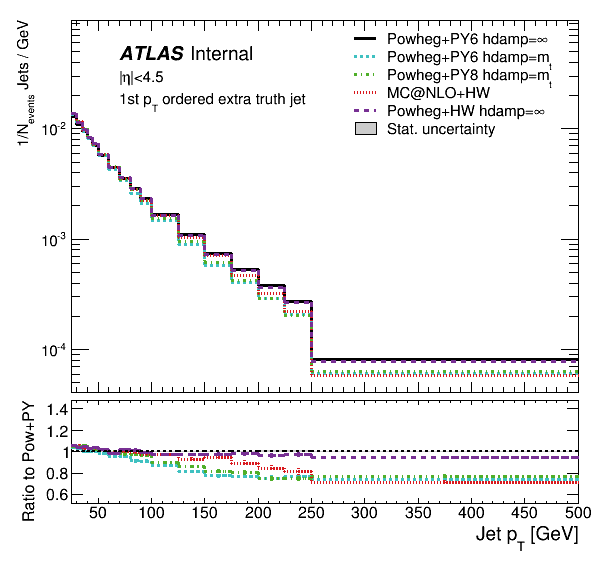 1/N_events Jets / GeV
ATLAS Internal
|η|<4.5
1st p_T ordered extra truth jet
Powheg+PY6 hdamp=∞
Powheg+PY6 hdamp=m_t
Powheg+PY8 hdamp=m_t
MC@NLO+HW
Powheg+HW hdamp=∞
Stat. uncertainty
10⁻²
10⁻³
10⁻⁴
Ratio to Pow+PY
1.4
1.2
1
0.8
0.6
50 100 150 200 250 300 350 400 450 500
Jet p_T [GeV]